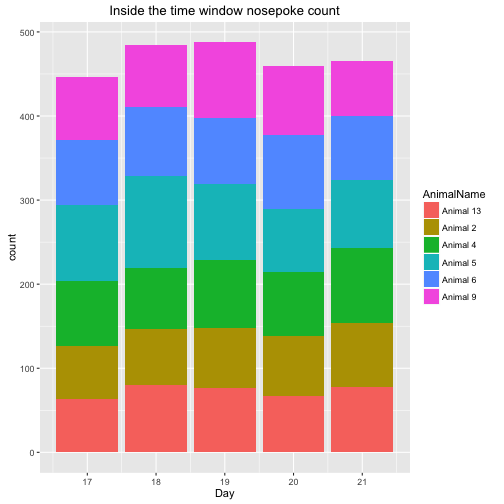 Inside the time window nosepoke count
500
400
300
200
100
0
count
17 18 19 20 21
Day
AnimalName
Animal 13
Animal 2
Animal 4
Animal 5
Animal 6
Animal 9